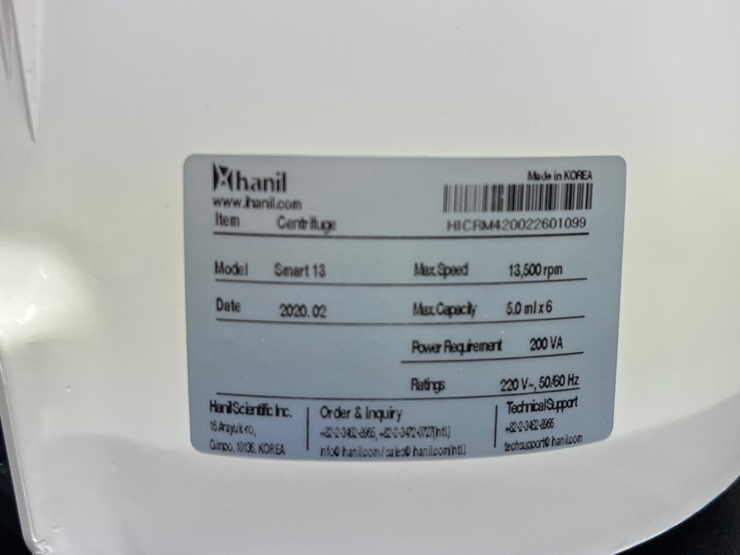 hanil
www.ihanil.com
Made in KOREA
HICRM420022601099
Item Centrifuge
Model Smart 13
Max. Speed 13,500 rpm
Date 2020. 02
Max. Capacity 5.0 ml x 6
Power Requirement 200 VA
Ratings 220 V~, 50/60 Hz
Hanil Scientific Inc.
Gimpo, 10136, KOREA
Order & Inquiry
Technical Support